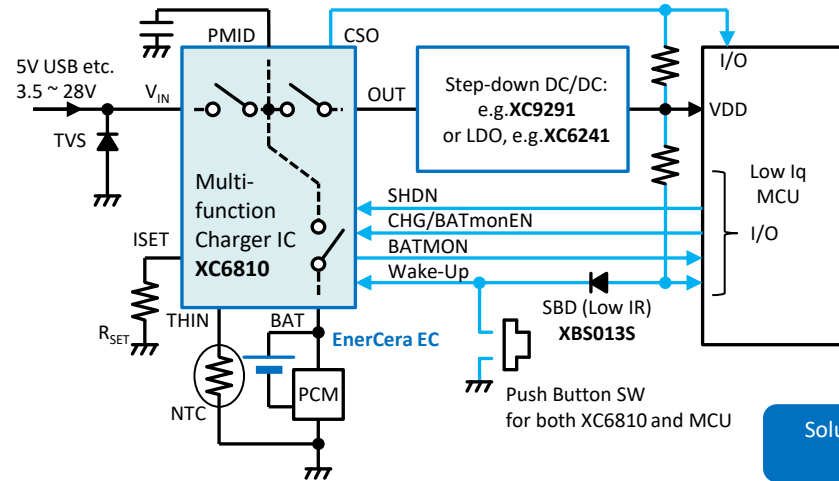 PMID
CSO
5V USB etc.
3.5 ~ 28V
VIN
TVS
OUT
Step-down DC/DC:
e.g.XC9291
or LDO, e.g.XC6241
I/O
VDD
Low Iq
MCU
I/O
Multi-
function
Charger IC
XC6810
SHDN
CHG/BATmonEN
BATMON
Wake-Up
ISET
RSET
THIN
BAT
EnerCera EC
SBD (Low IR)
XBS013S
NTC
PCM
Push Button SW
for both XC6810 and MCU